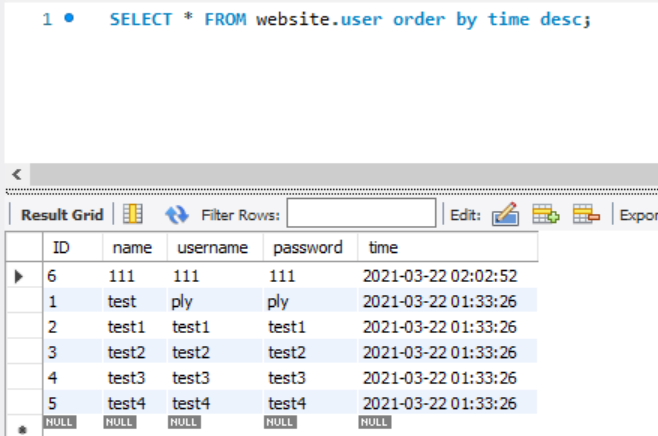 1 SELECT * FROM website.user order by time desc;
Result Grid Filter Rows: Edit: Expor
ID name username password time
6 111 111 111 2021-03-22 02:02:52
1 test ply ply 2021-03-22 01:33:26
2 test1 test1 test1 2021-03-22 01:33:26
3 test2 test2 test2 2021-03-22 01:33:26
4 test3 test3 test3 2021-03-22 01:33:26
5 test4 test4 test4 2021-03-22 01:33:26
NULL NULL NULL NULL NULL